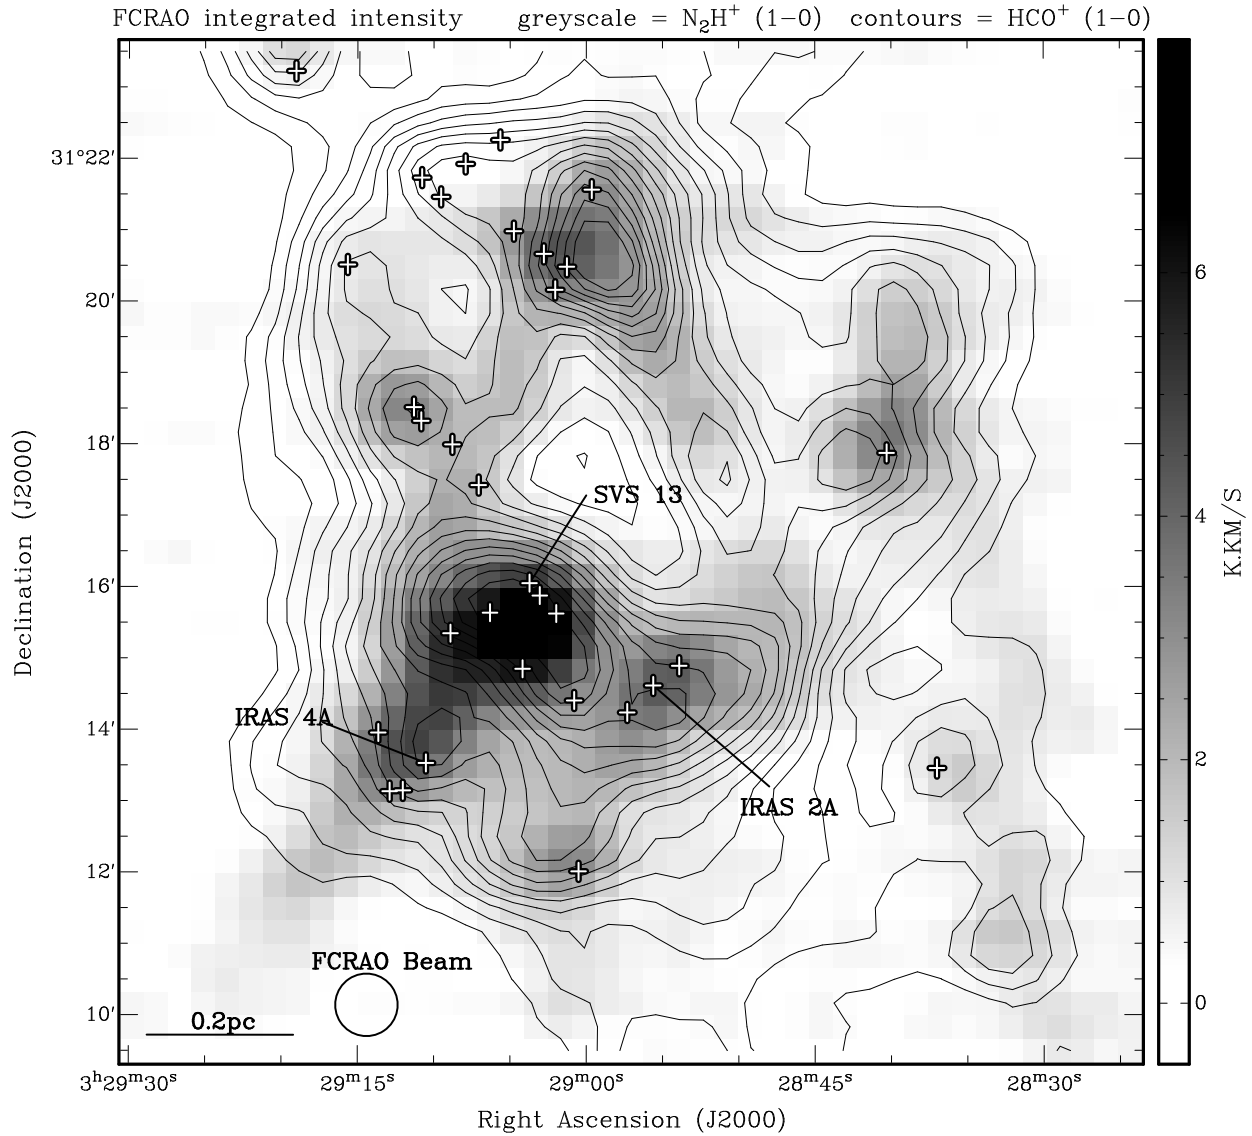 FCRAO integrated intensity greyscale = N₂H⁺ (1−0) contours = HCO⁺ (1−0)
31°22′
20′
18′
16′
14′
12′
10′
Declination (J2000)
SVS 13
IRAS 4A
IRAS 2A
FCRAO Beam
0.2pc
3ʰ29ᵐ30ˢ 29ᵐ15ˢ 29ᵐ00ˢ 28ᵐ45ˢ 28ᵐ30ˢ
Right Ascension (J2000)
6
4
2
0
K.KM/S